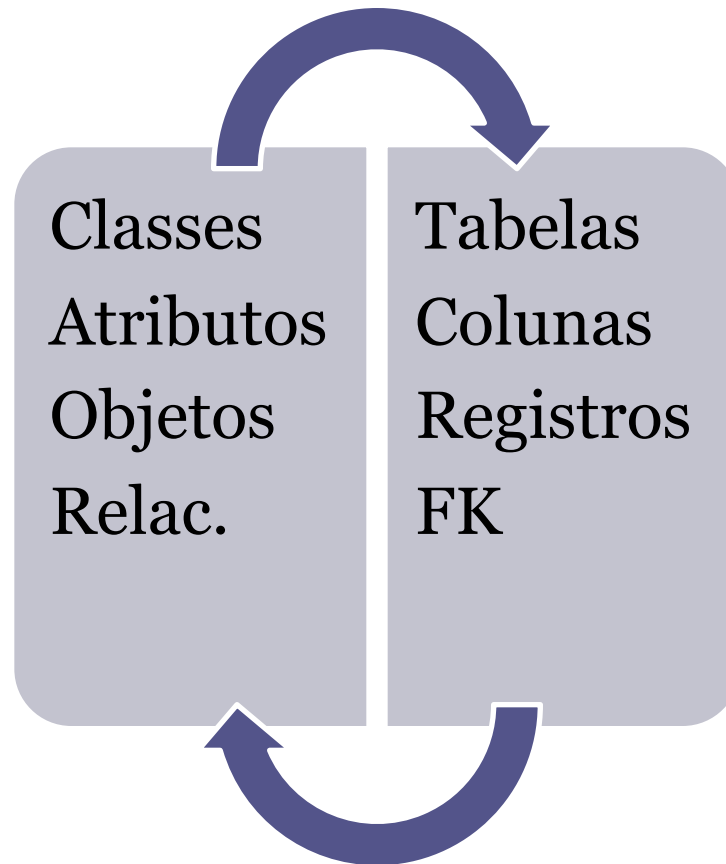 Classes
Atributos
Objetos
Relac.
Tabelas
Colunas
Registros
FK